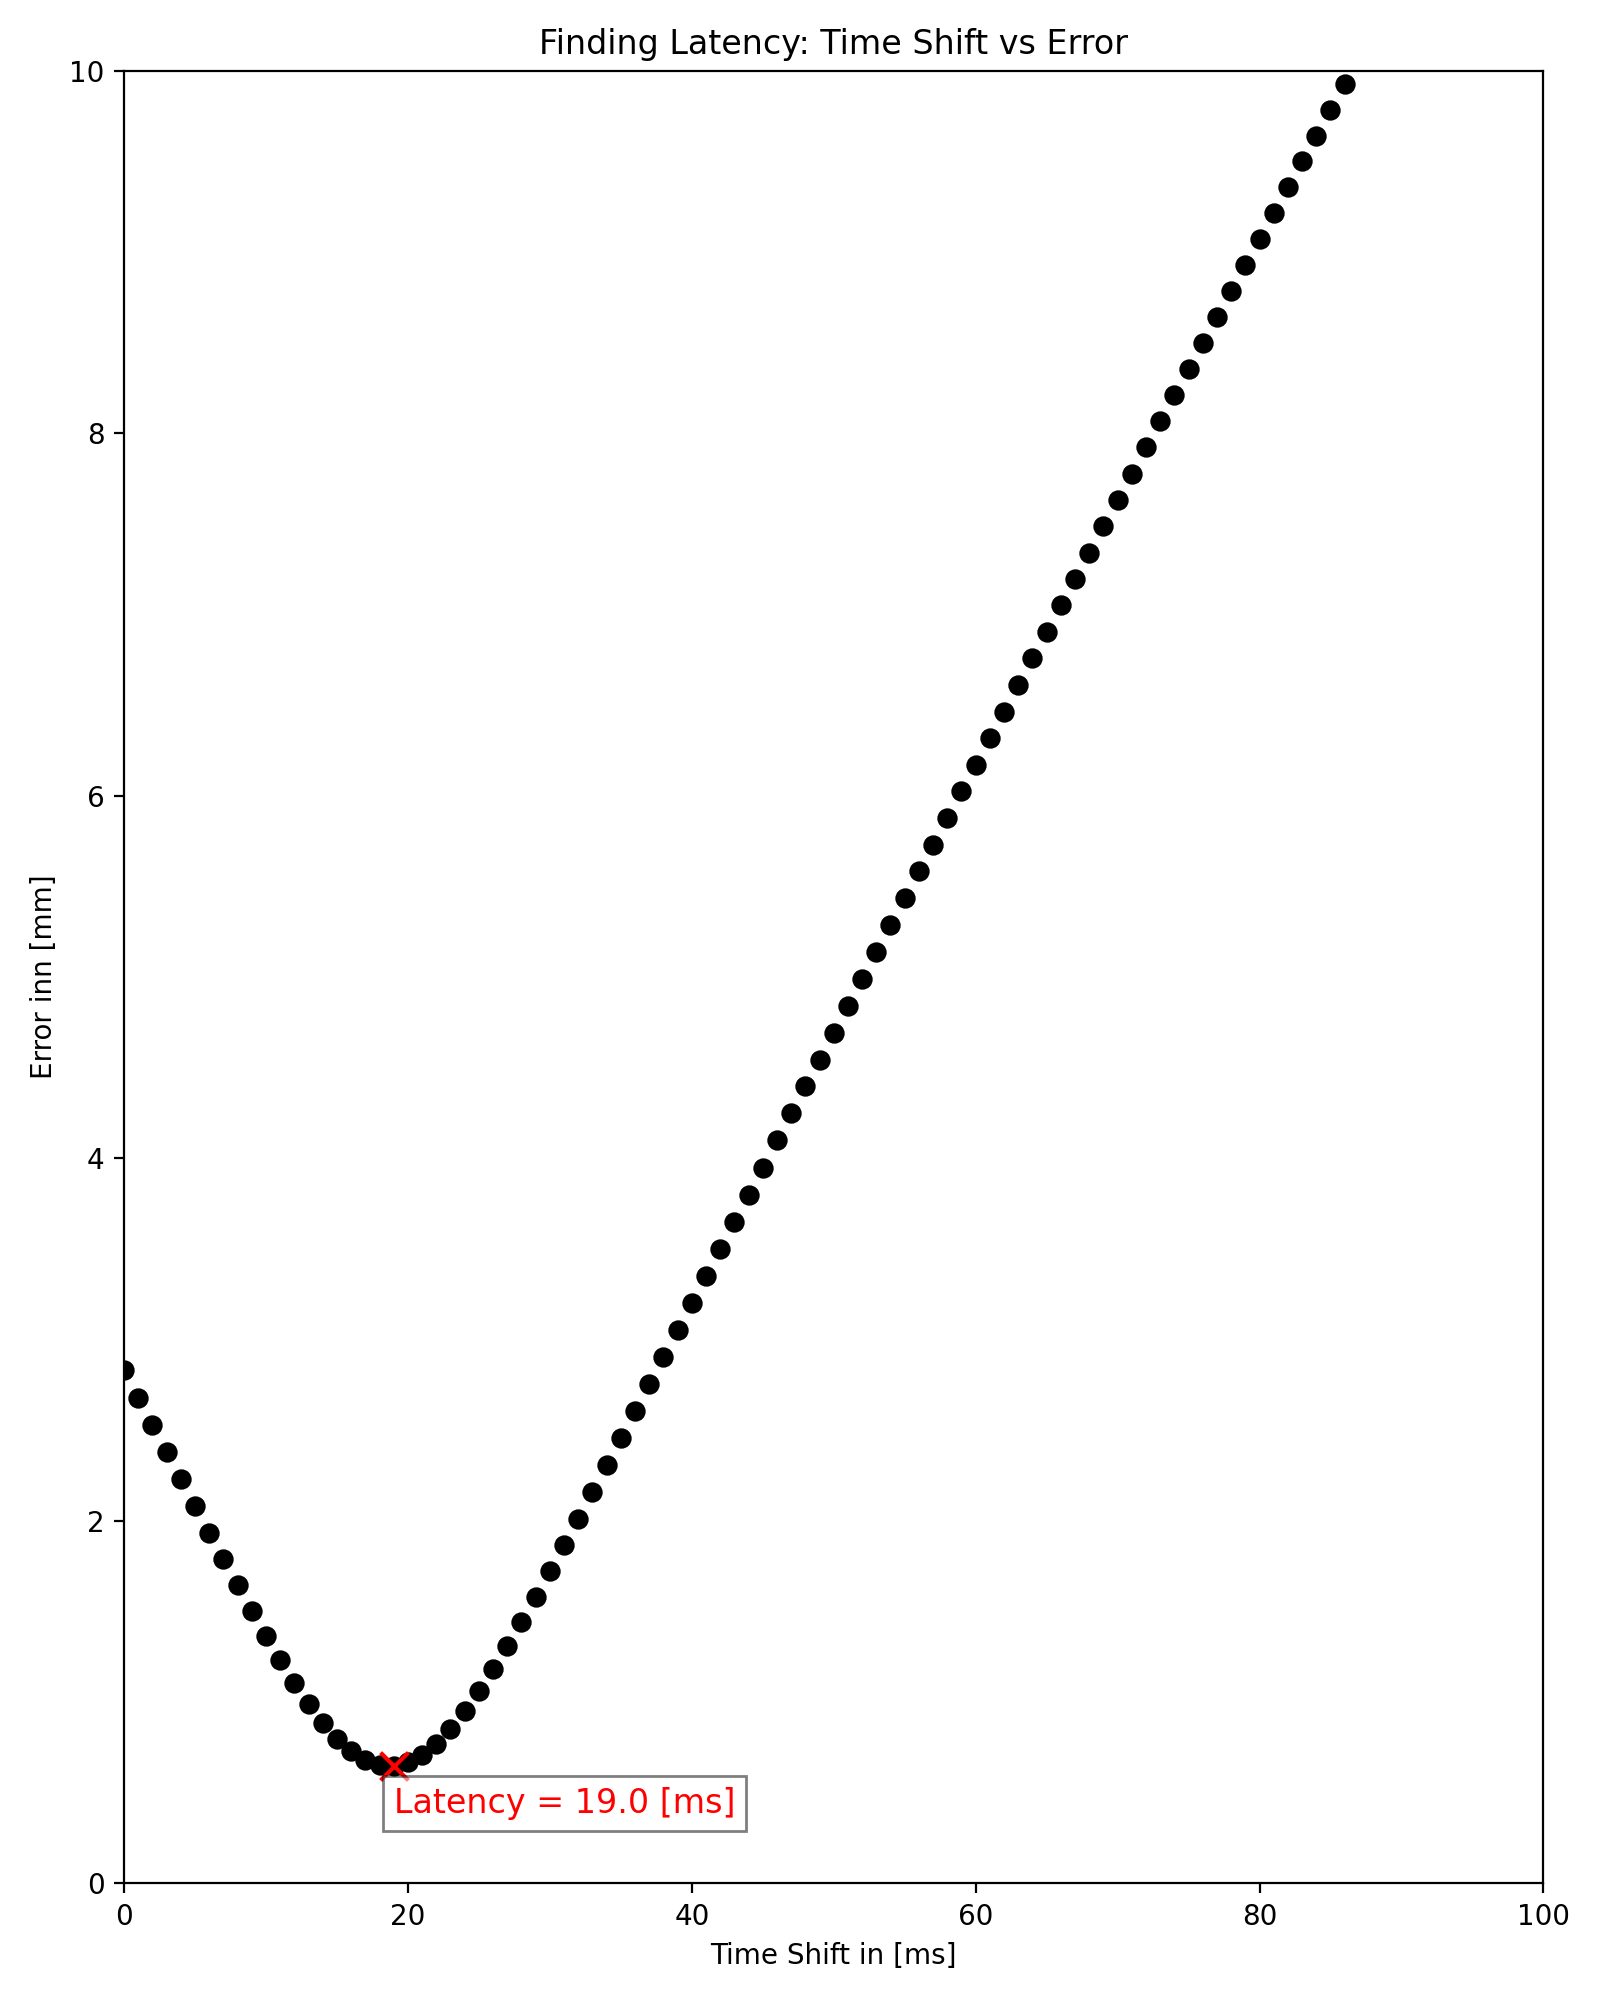 Finding Latency: Time Shift vs Error
10
8
6
4
2
0
Error inn [mm]
Latency = 19.0 [ms]
0 20 40 60 80 100
Time Shift in [ms]